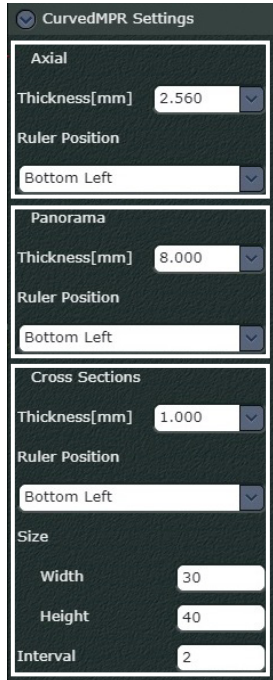 CurvedMPR Settings
Axial
Thickness[mm] 2.560
Ruler Position
Bottom Left
Panorama
Thickness[mm] 8.000
Ruler Position
Bottom Left
Cross Sections
Thickness[mm] 1.000
Ruler Position
Bottom Left
Size
Width 30
Height 40
Interval 2